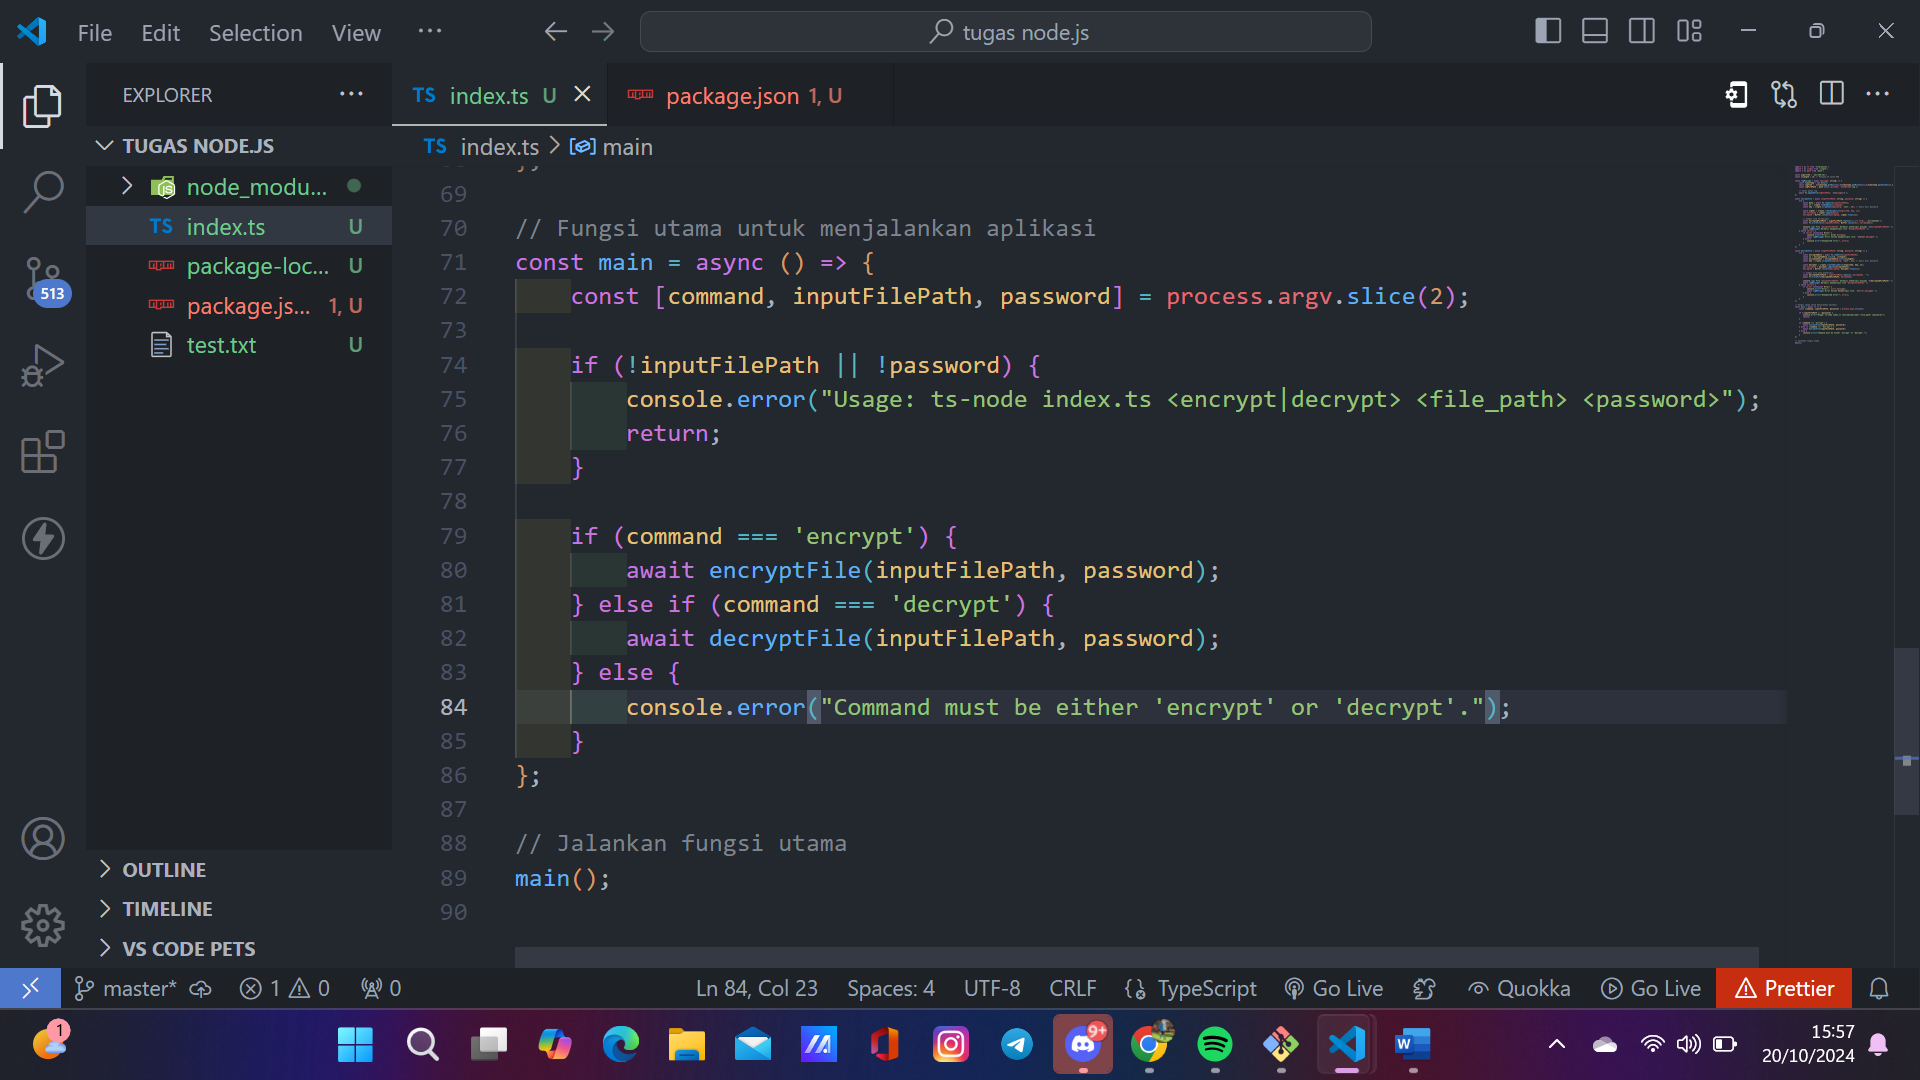 File Edit Selection View ··· tugas node.js
EXPLORER ···
TS index.ts U
package.json 1, U
TUGAS NODE.JS
TS index.ts > main
node_modu...
TS index.ts U
package-loc... U
package.js... 1, U
test.txt U
513
69
70 // Fungsi utama untuk menjalankan aplikasi
71 const main = async () => {
72 const [command, inputFilePath, password] = process.argv.slice(2);
73
74 if (!inputFilePath || !password) {
75 console.error("Usage: ts-node index.ts <encrypt|decrypt> <file_path> <password>");
76 return;
77 }
78
79 if (command === 'encrypt') {
80 await encryptFile(inputFilePath, password);
81 } else if (command === 'decrypt') {
82 await decryptFile(inputFilePath, password);
83 } else {
84 console.error("Command must be either 'encrypt' or 'decrypt'.");
85 }
86 };
87
88 // Jalankan fungsi utama
89 main();
90
OUTLINE
TIMELINE
VS CODE PETS
master* 1 0 0 Ln 84, Col 23 Spaces: 4 UTF-8 CRLF TypeScript Go Live Quokka Go Live Prettier
1
9+
W
15:57
20/10/2024